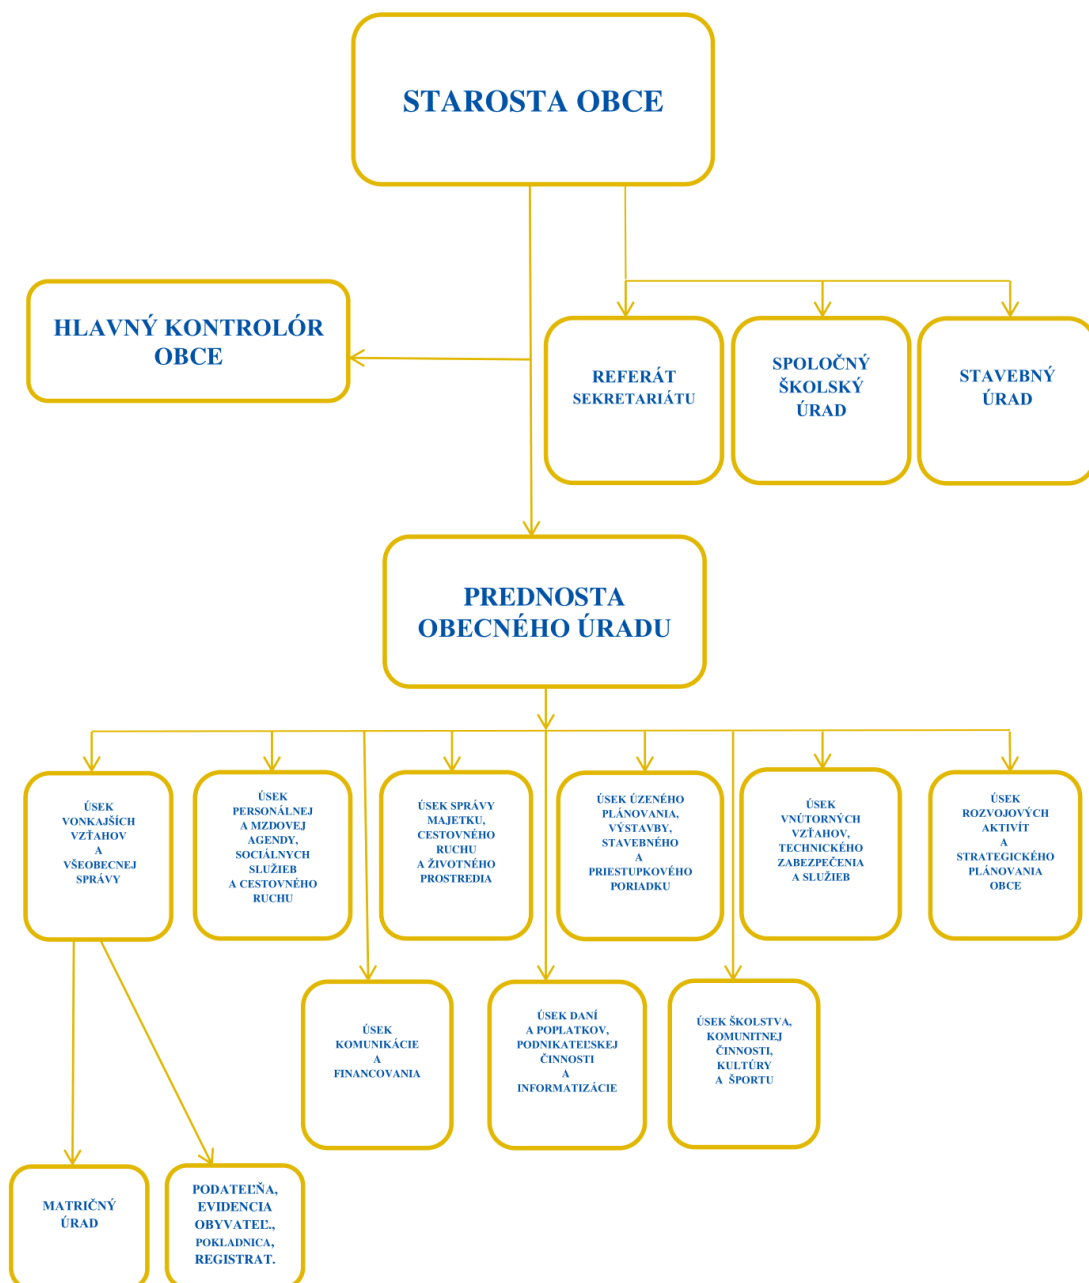 STAROSTA OBCE
HLAVNÝ KONTROLÓR
OBCE
REFERÁT
SEKRETARIÁTU
SPOLOČNÝ
ŠKOLSKÝ
ÚRAD
STAVEBNÝ
ÚRAD
PREDNOSTA
OBECNÉHO ÚRADU
ÚSEK
VONKAJŠÍCH
VZŤAHOV
A
VŠEOBECNEJ
SPRÁVY
ÚSEK
PERSONÁLNEJ
A MZDOVEJ
AGENDY,
SOCIÁLNYCH
SLUŽIEB
A CESTOVNÉHO
RUCHU
ÚSEK SPRÁVY
MAJETKU,
CESTOVNÉHO
RUCHU
A ŽIVOTNÉHO
PROSTREDIA
ÚSEK ÚZENÉHO
PLÁNOVANIA,
VÝSTAVBY,
STAVEBNÉHO
A
PRIESTUPKOVÉHO
PORIADKU
ÚSEK
VNÚTORNÝCH
VZŤAHOV,
TECHNICKÉHO
ZABEZPEČENIA
A SLUŽIEB
ÚSEK
ROZVOJOVÝCH
AKTIVÍT
A
STRATEGICKÉHO
PLÁNOVANIA
OBCE
ÚSEK
KOMUNIKÁCIE
A
FINANCOVANIA
ÚSEK DANÍ
A POPLATKOV,
PODNIKATEĽSKEJ
ČINNOSTI
A
INFORMATIZÁCIE
ÚSEK ŠKOLSTVA,
KOMUNITNEJ
ČINNOSTI,
KULTÚRY
A ŠPORTU
MATRIČNÝ
ÚRAD
PODATEĽŇA,
EVIDENCIA
OBYVATEĽ.,
POKLADNICA,
REGISTRAT.